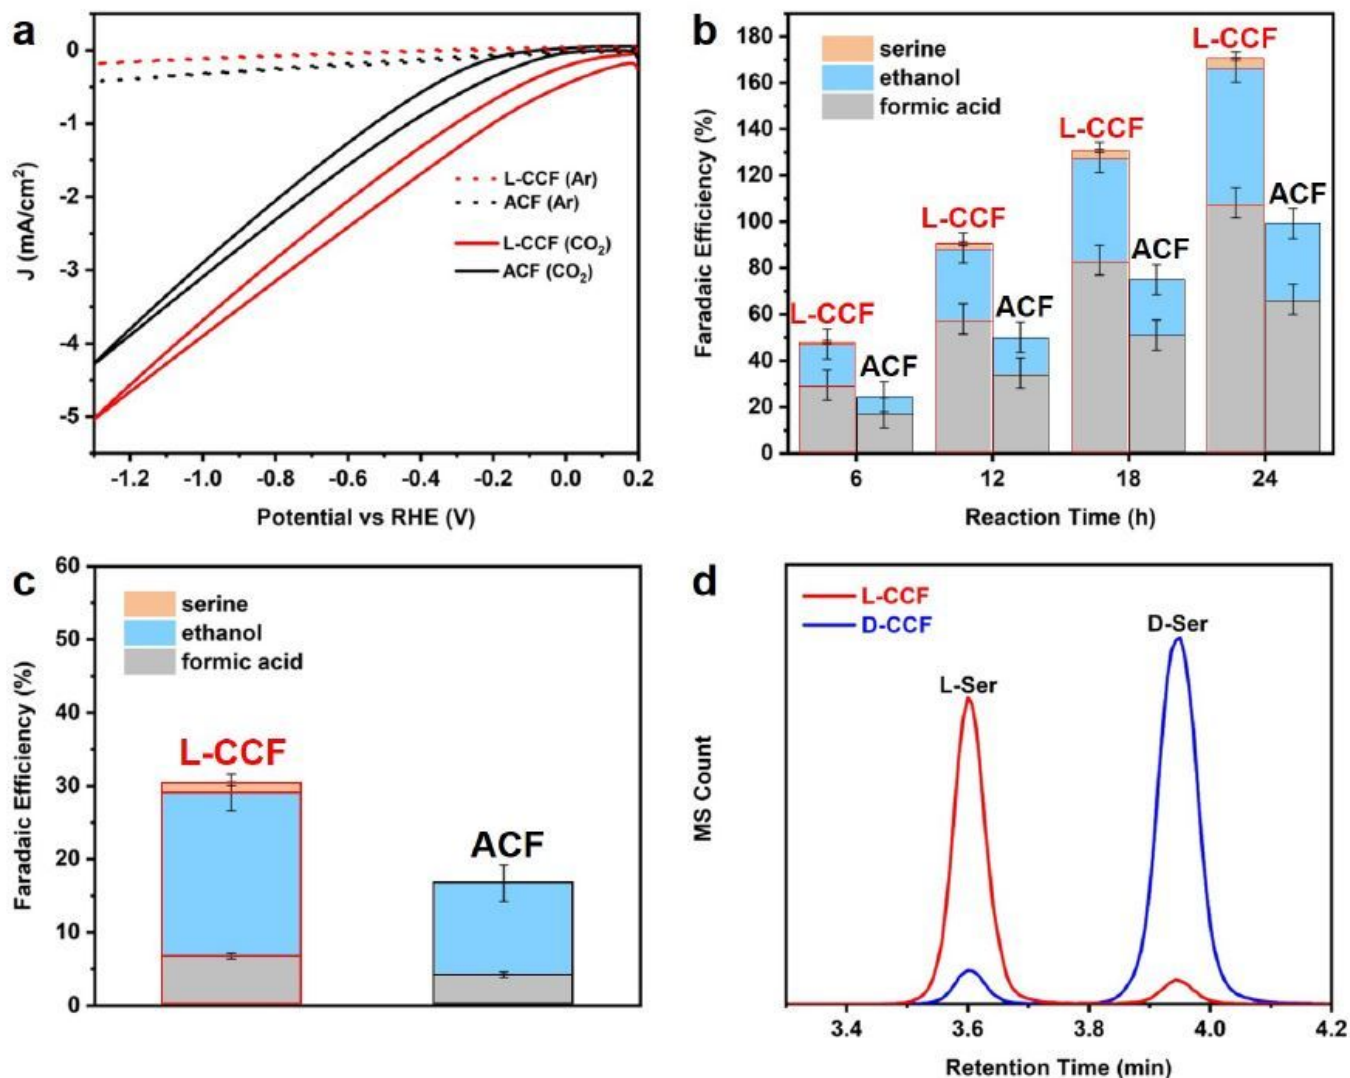 a
0
-1
-2
-3
-4
-5
J (mA/cm²)
L-CCF (Ar)
ACF (Ar)
L-CCF (CO₂)
ACF (CO₂)
-1.2 -1.0 -0.8 -0.6 -0.4 -0.2 0.0 0.2
Potential vs RHE (V)
b
180
160
140
120
100
80
60
40
20
0
Faradaic Efficiency (%)
serine
ethanol
formic acid
L-CCF
ACF
L-CCF
ACF
L-CCF
ACF
L-CCF
ACF
6 12 18 24
Reaction Time (h)
c
60
50
40
30
20
10
0
Faradaic Efficiency (%)
serine
ethanol
formic acid
L-CCF
ACF
d
MS Count
L-CCF
D-CCF
L-Ser
D-Ser
3.4 3.6 3.8 4.0 4.2
Retention Time (min)